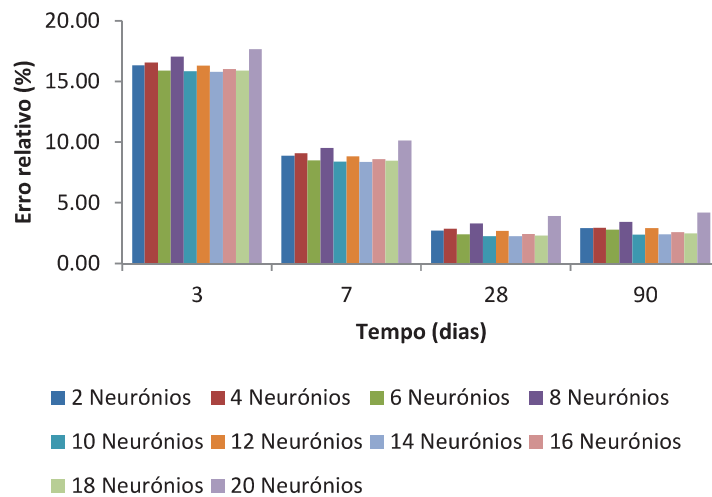 20.00
15.00
10.00
5.00
0.00
Erro relativo (%)
3 7 28 90
Tempo (dias)
2 Neurónios 4 Neurónios 6 Neurónios 8 Neurónios
10 Neurónios 12 Neurónios 14 Neurónios 16 Neurónios
18 Neurónios 20 Neurónios